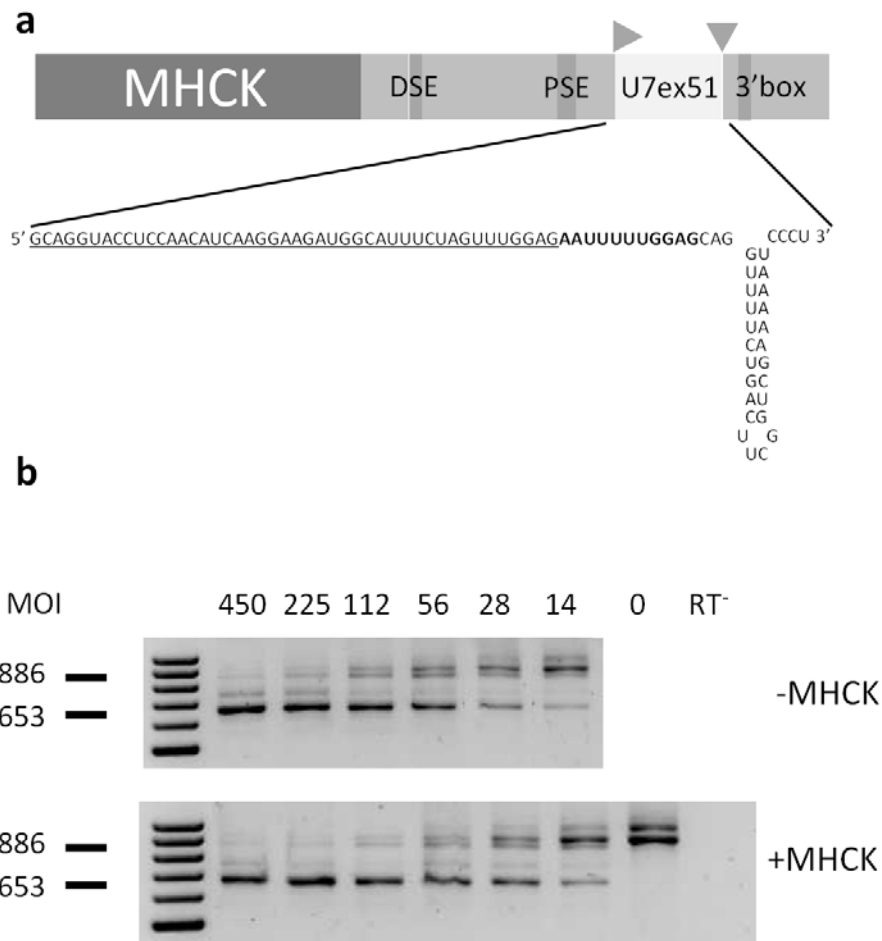 a
MHCK DSE PSE U7ex51 3'box
5' GCAGGUACCUCCAACAUCAAGGAAGAUGGCAUUUCUAGUUUGGAGAAUUUUUGGAGCAG CCCCU 3'
GU
UA
UA
UA
UA
CA
UG
GC
AU
CG
U G
UC
b
MOI 450 225 112 56 28 14 0 RT-
886
653
-MHCK
886
653
+MHCK